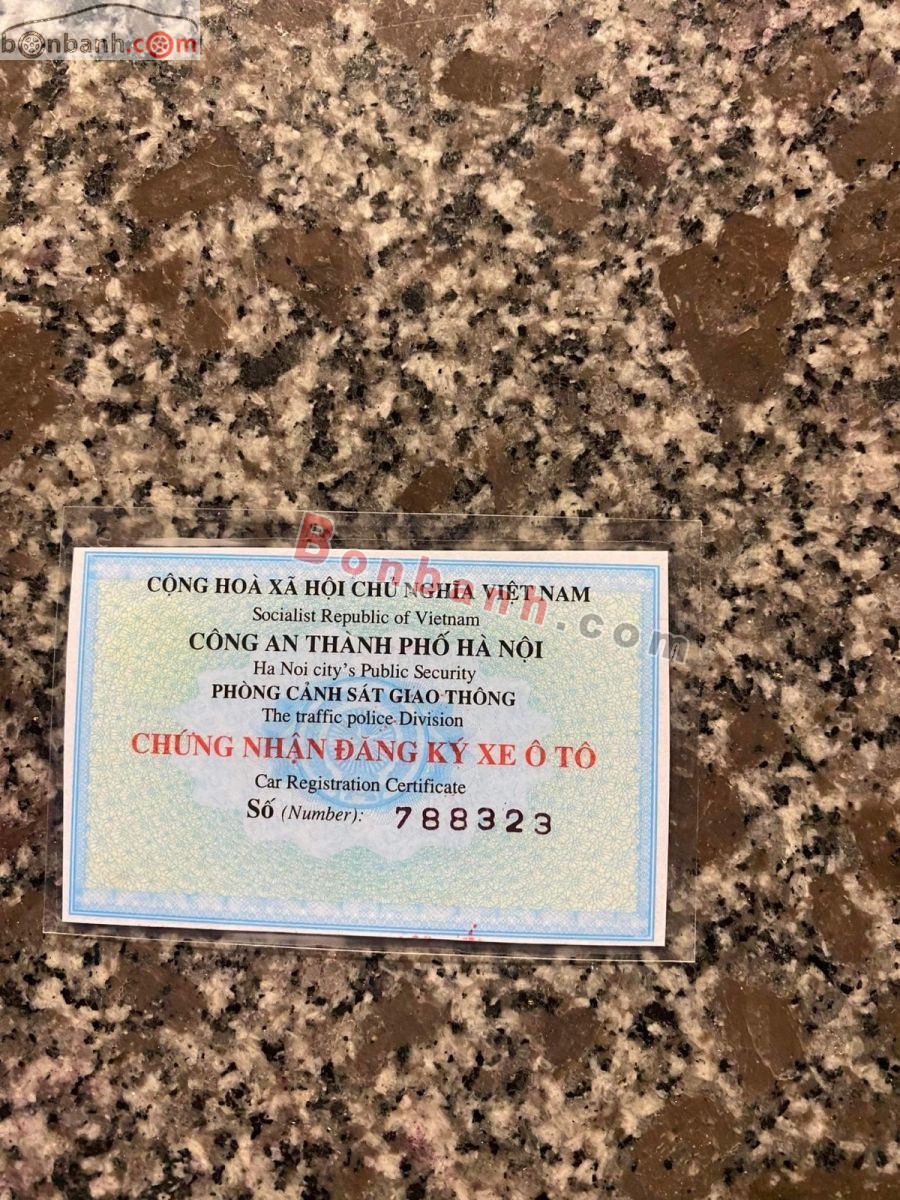 bonbanh.com
Bonbanh.com
CỘNG HOÀ XÃ HỘI CHỦ NGHĨA VIỆT NAM
Socialist Republic of Vietnam
CÔNG AN THÀNH PHỐ HÀ NỘI
Ha Noi city's Public Security
PHÒNG CẢNH SÁT GIAO THÔNG
The traffic police Division
CHỨNG NHẬN ĐĂNG KÝ XE Ô TÔ
Car Registration Certificate
Số (Number): 788323